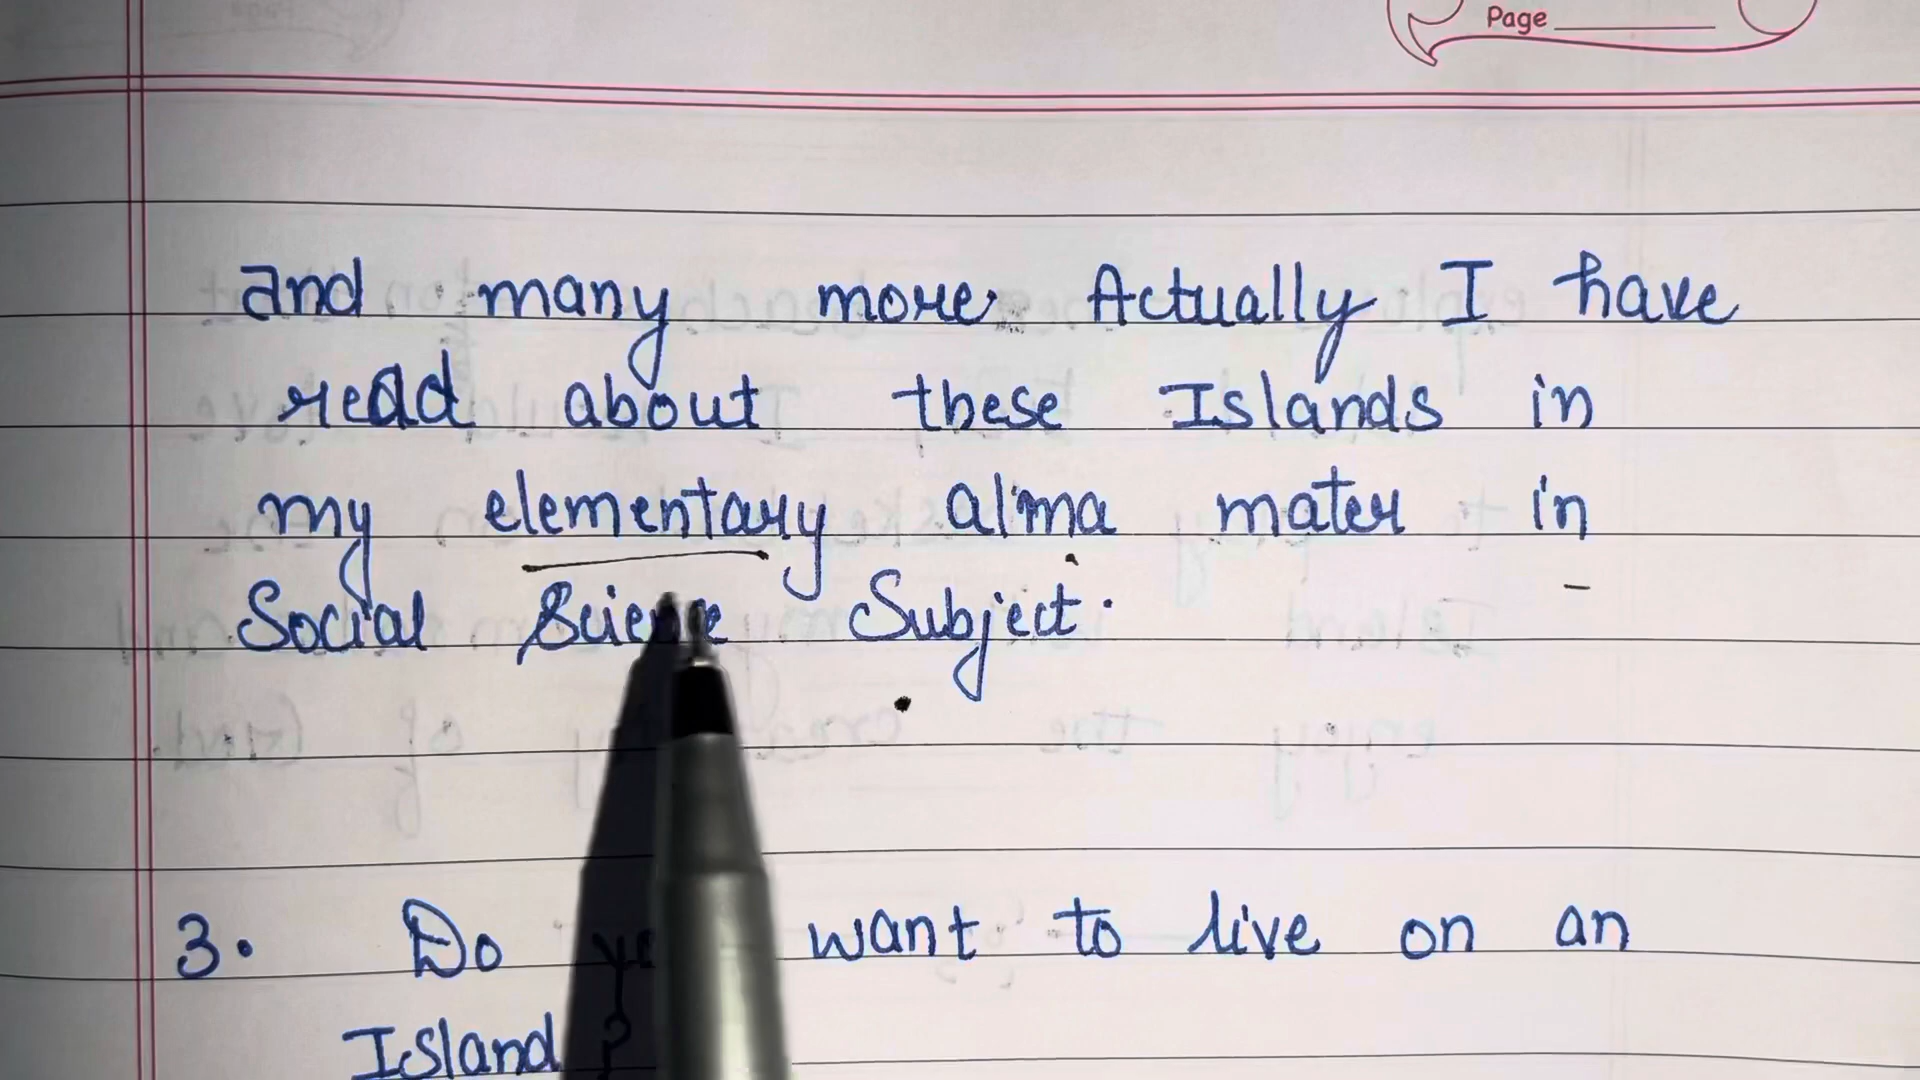 Page
and many more Actually I have
read about these Islands in
my elementary alma mater in
Social Science Subject.
3. Do want to live on an
Island ?